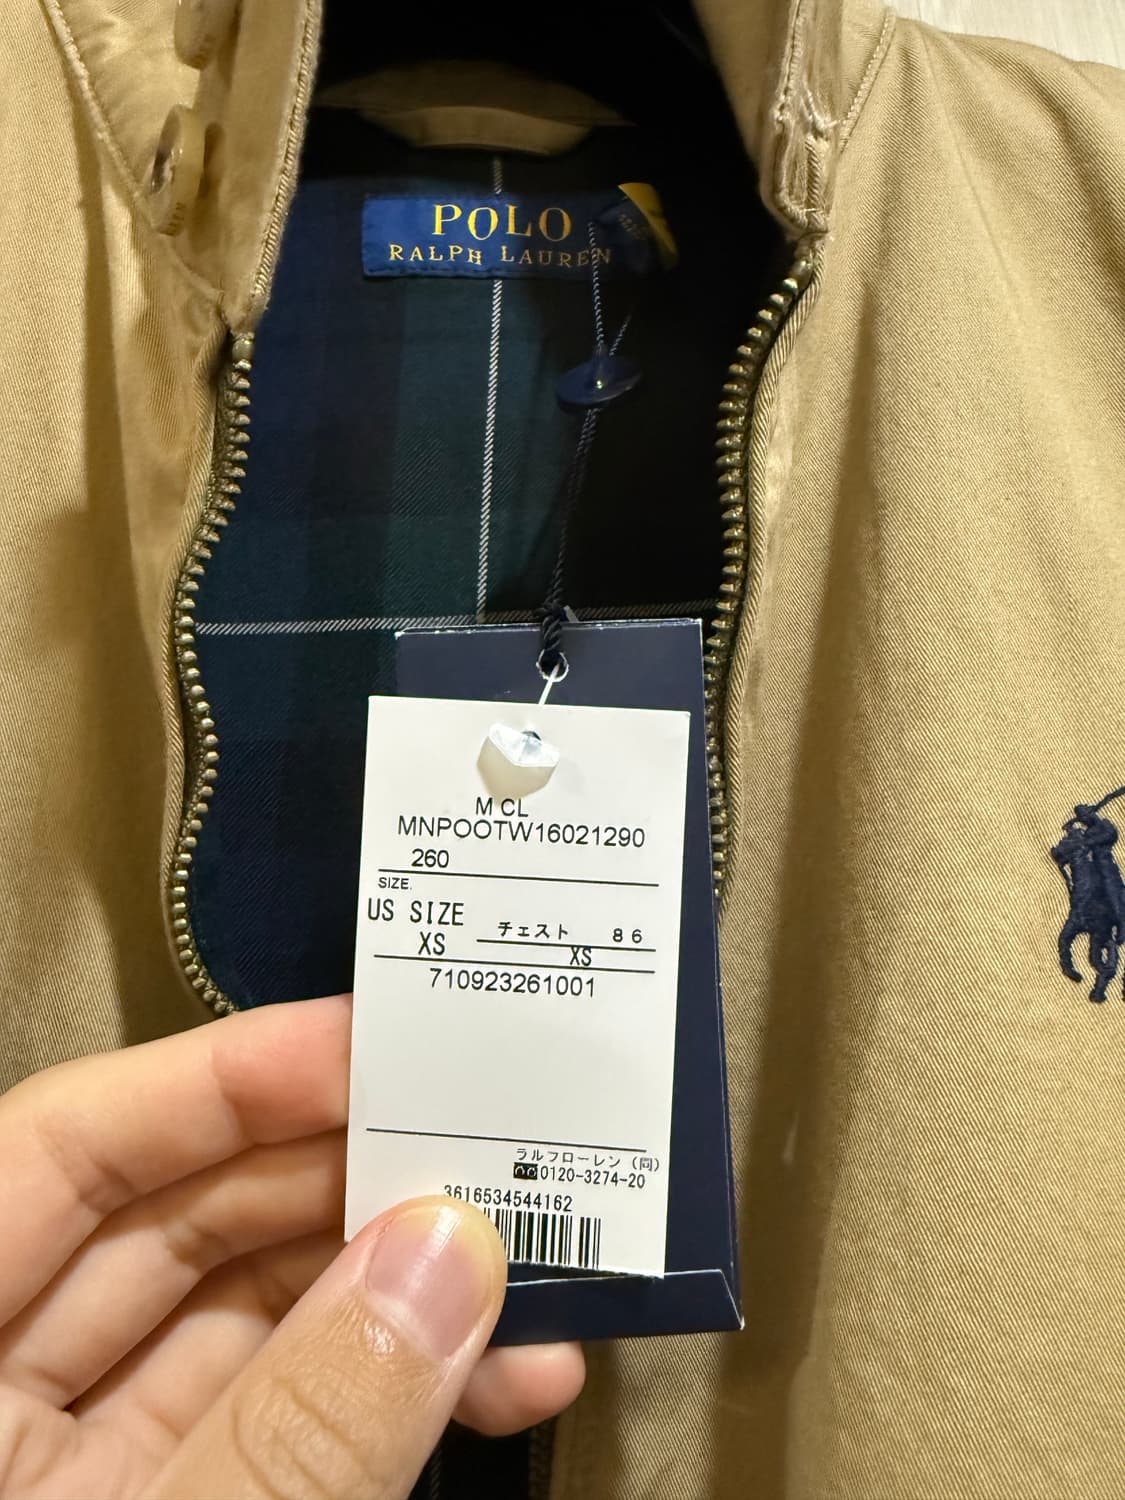 POLO
RALPH LAUREN
M CL
MNPOOTW16021290
260
SIZE.
US SIZE
チェスト 86
XS
XS
710923261001
ラルフローレン (同)
0120-3274-20
3616534544162